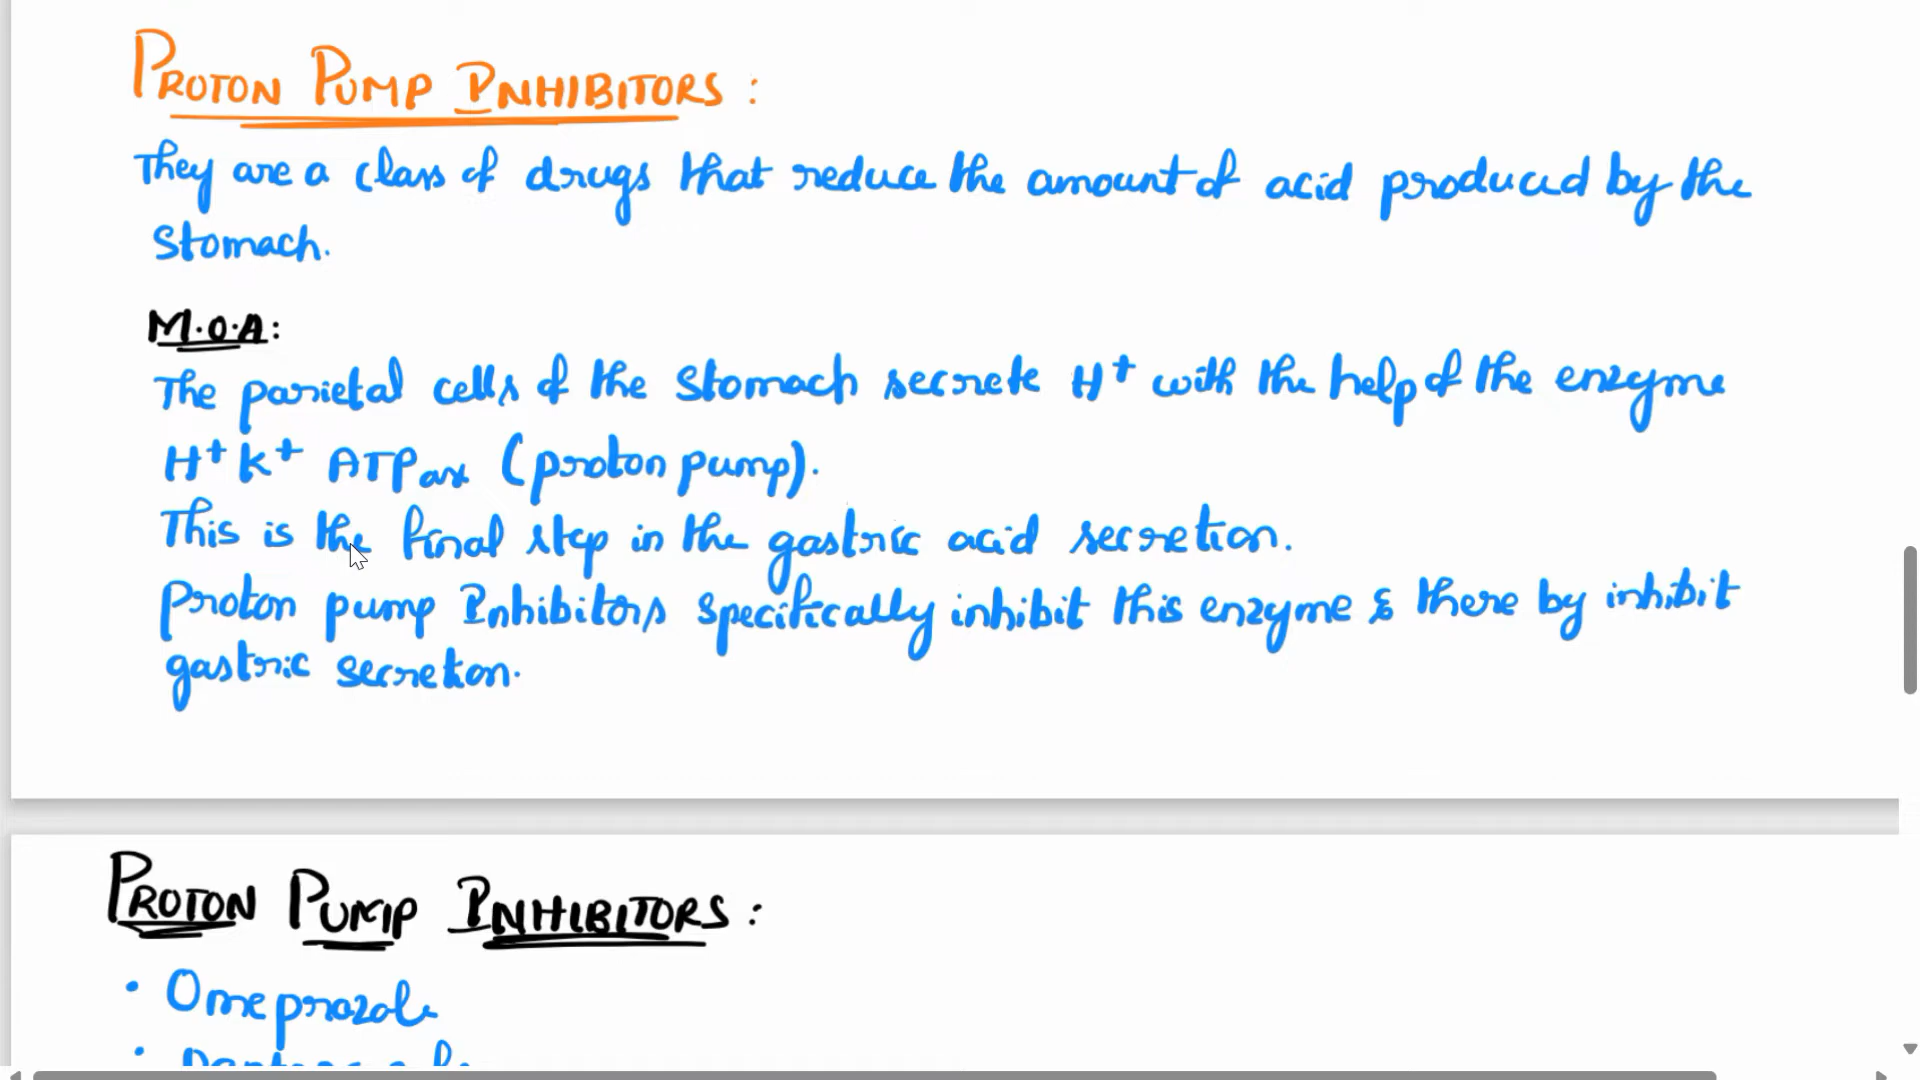 PROTON PUMP INHIBITORS :
They are a class of drugs that reduce the amount of acid produced by the
stomach.
M.O.A:
The parietal cells of the stomach secrete H+ with the help of the enzyme
H+K+ ATPase (proton pump).
This is the final step in the gastric acid secretion.
Proton pump Inhibitors specifically inhibit this enzyme & there by inhibit
gastric secretion.
PROTON PUMP INHIBITORS :
• Omeprazole